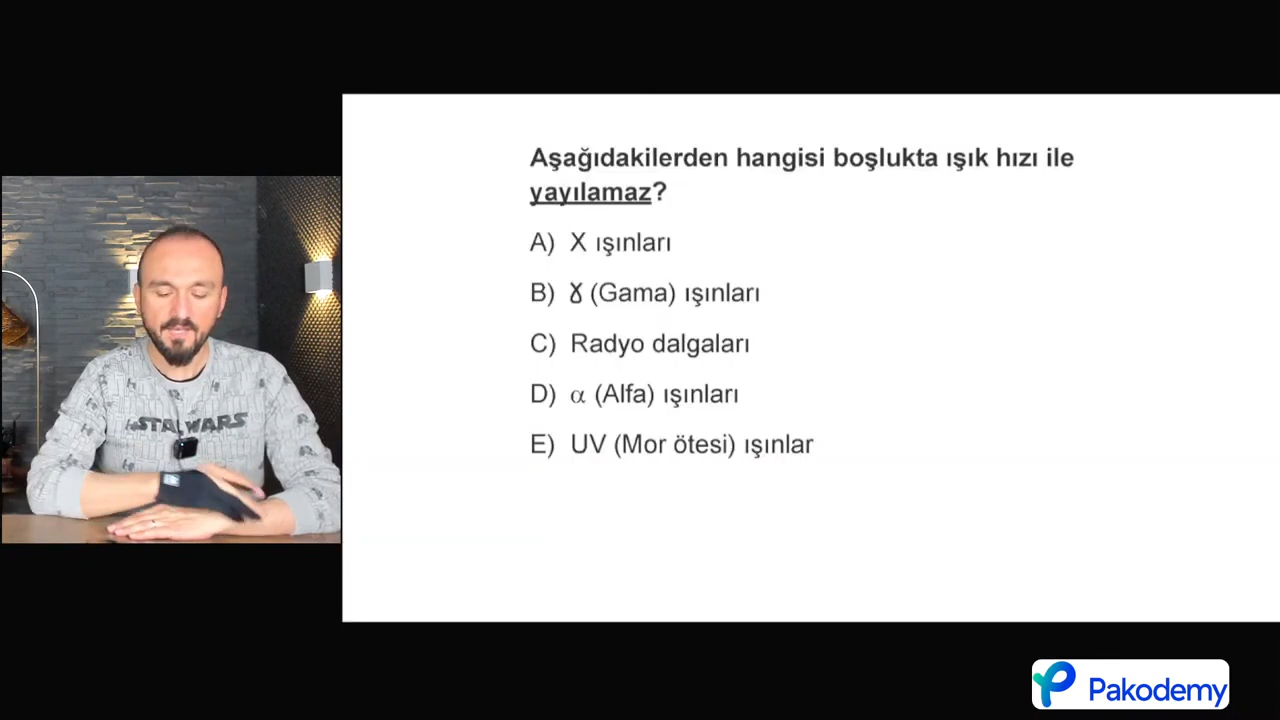 Aşağıdakilerden hangisi boşlukta ışık hızı ile
yayılamaz?
A) X ışınları
B) ɣ (Gama) ışınları
C) Radyo dalgaları
D) α (Alfa) ışınları
E) UV (Mor ötesi) ışınlar
STAR WARS
Pakodemy